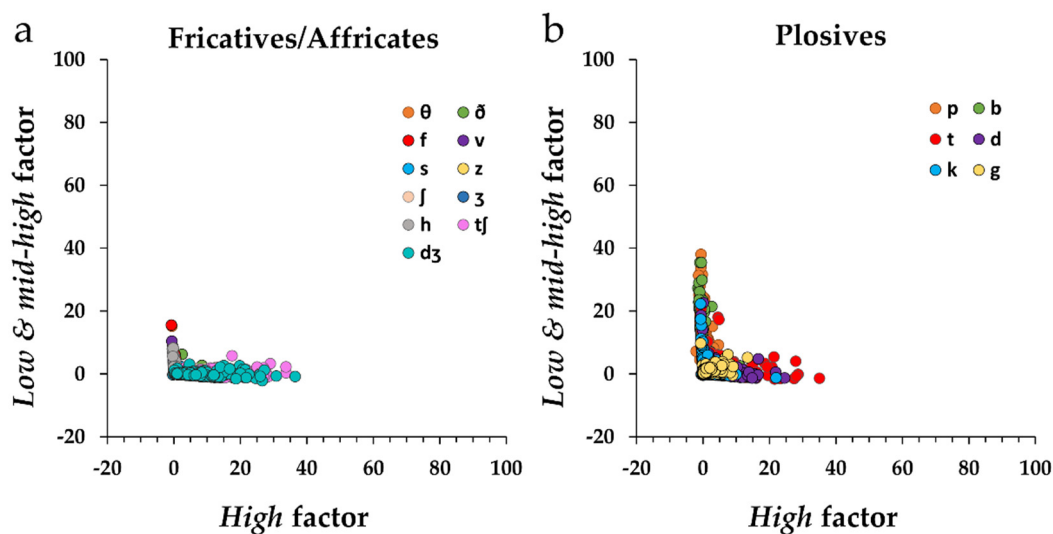 a
Fricatives/Affricates
Low & mid-high factor
100
80
60
40
20
0
-20
-20 0 20 40 60 80 100
High factor
θ ð
f v
s z
ʃ ʒ
h tʃ
dʒ
b
Plosives
Low & mid-high factor
100
80
60
40
20
0
-20
-20 0 20 40 60 80 100
High factor
p b
t d
k g